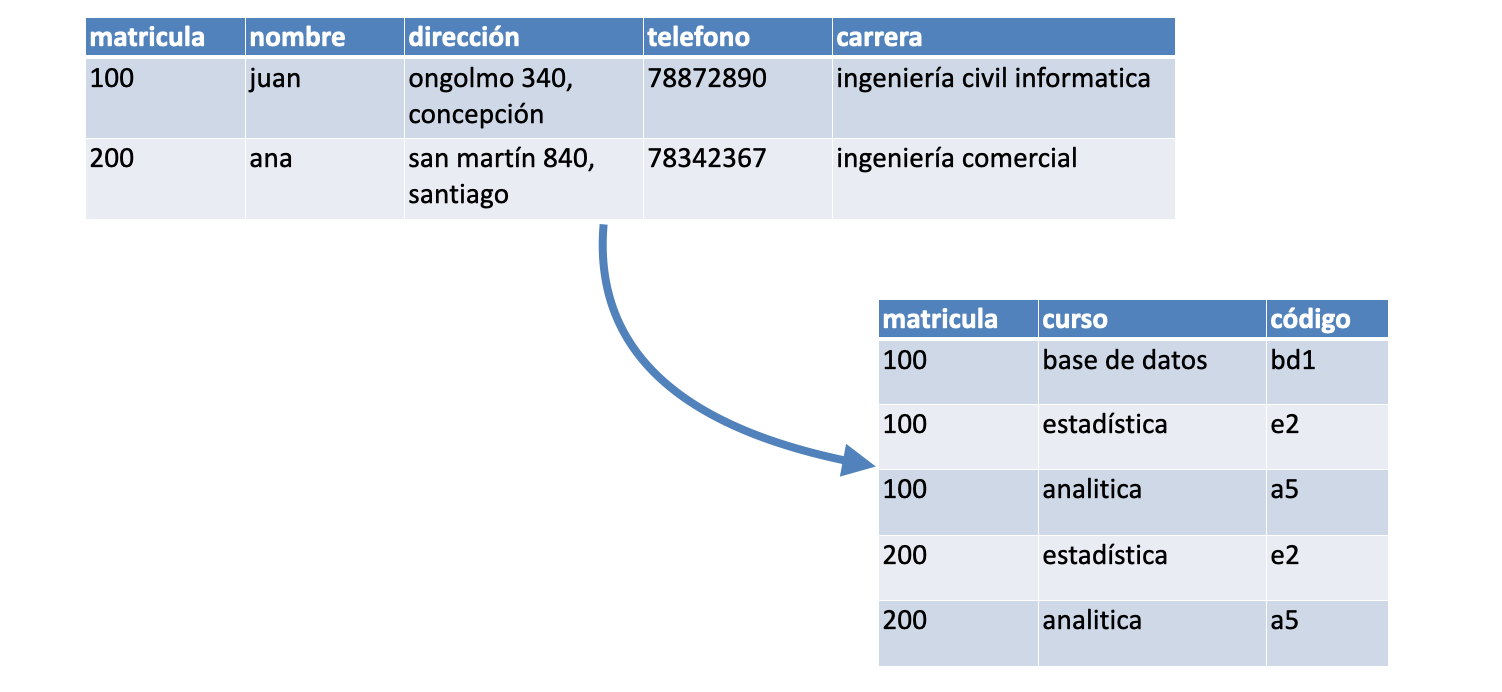 matricula nombre dirección telefono carrera
100 juan ongolmo 340, 78872890 ingeniería civil informatica
concepción
200 ana san martín 840, 78342367 ingeniería comercial
santiago
matricula curso código
100 base de datos bd1
100 estadística e2
100 analitica a5
200 estadística e2
200 analitica a5